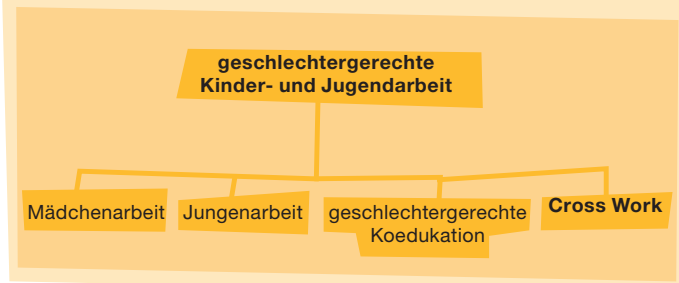 geschlechtergerechte
Kinder- und Jugendarbeit
Mädchenarbeit
Jungenarbeit
geschlechtergerechte
Koedukation
Cross Work